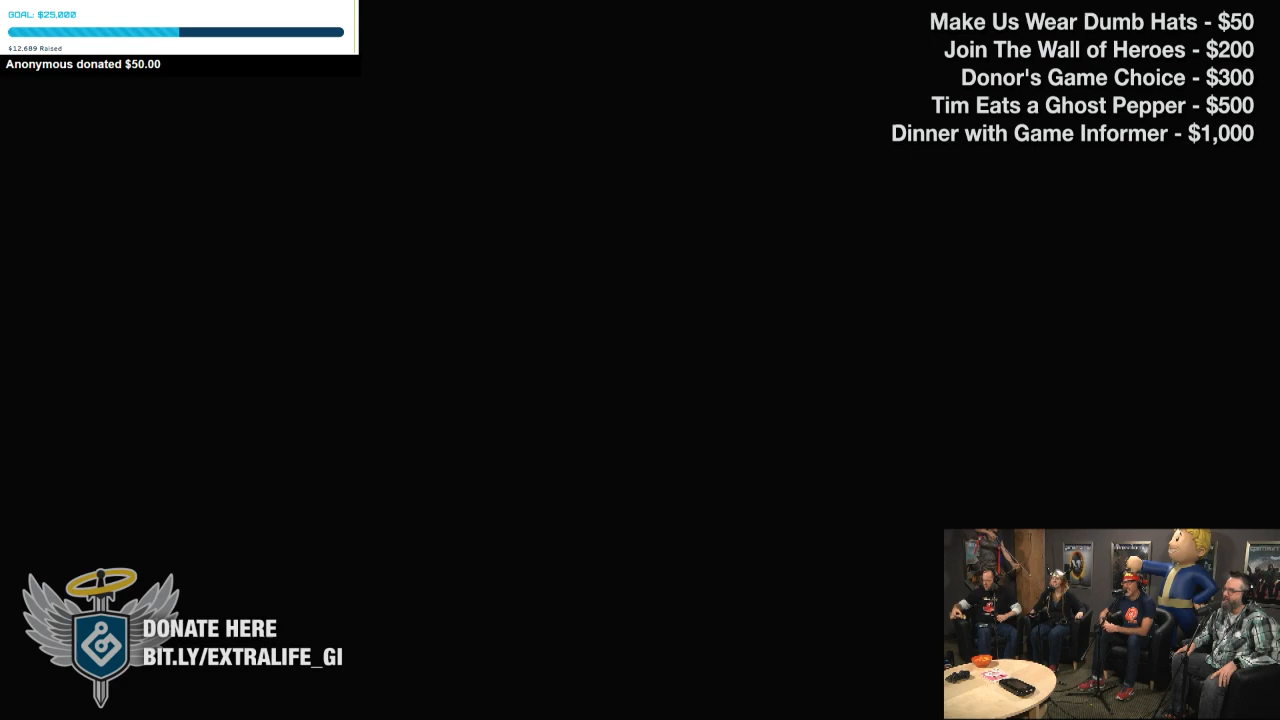 GOAL: $25,000
$12,689 Raised
Anonymous donated $50.00
Make Us Wear Dumb Hats - $50
Join The Wall of Heroes - $200
Donor's Game Choice - $300
Tim Eats a Ghost Pepper - $500
Dinner with Game Informer - $1,000
DONATE HERE
BIT.LY/EXTRALIFE_GI